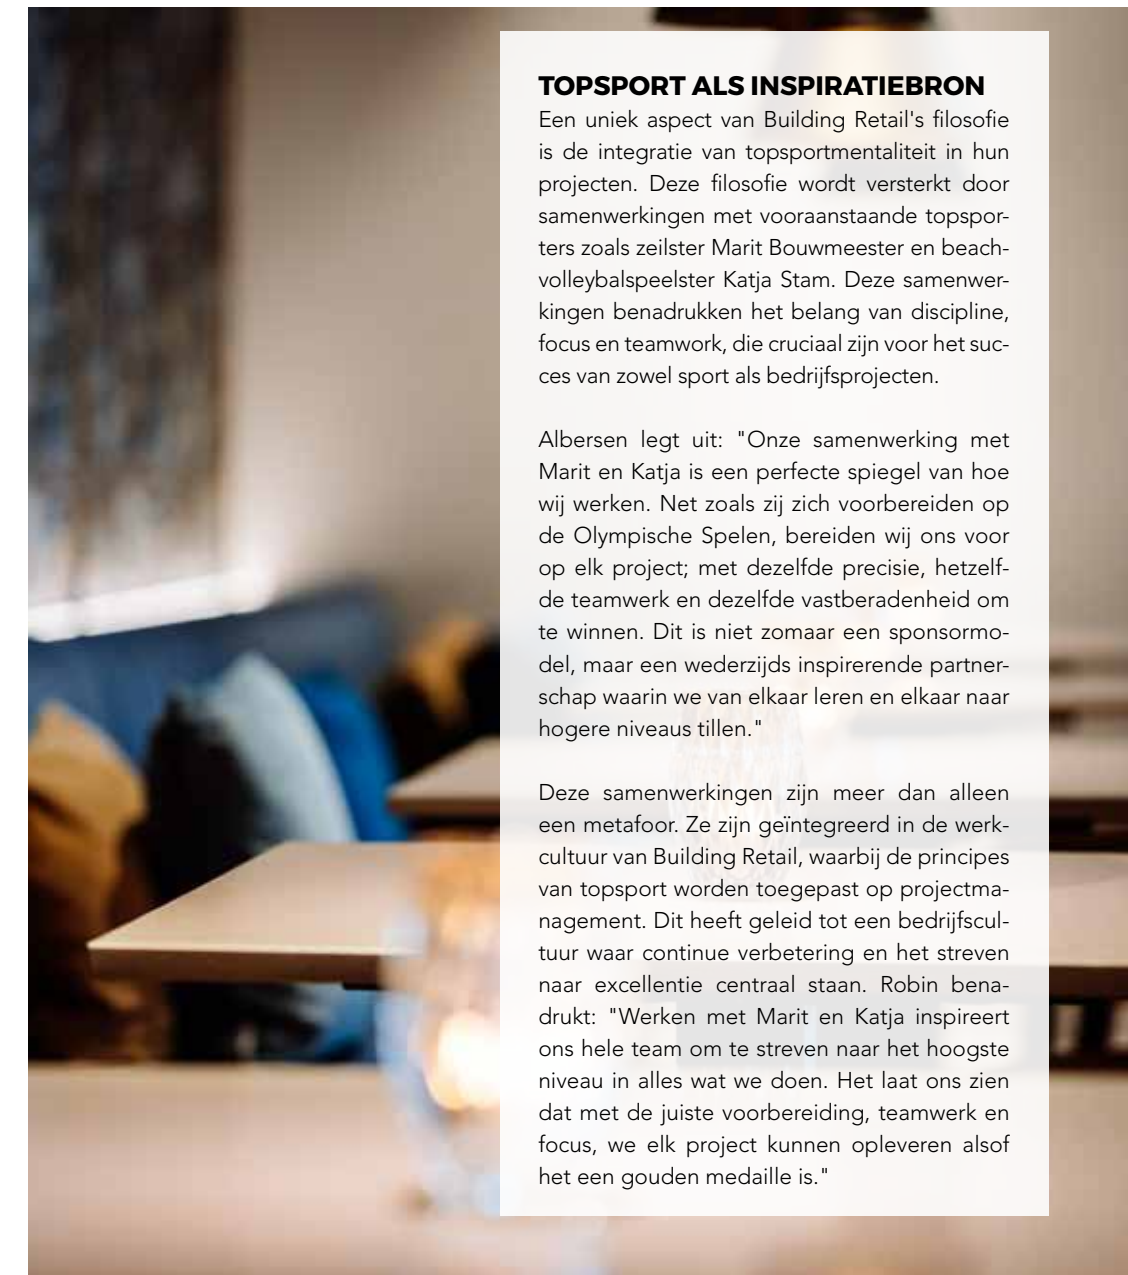 TOPSPORT ALS INSPIRATIEBRON
Een uniek aspect van Building Retail's filosofie
is de integratie van topsportmentaliteit in hun
projecten. Deze filosofie wordt versterkt door
samenwerkingen met vooraanstaande topspor-
ters zoals zeilster Marit Bouwmeester en beach-
volleybalspeelster Katja Stam. Deze samenwer-
kingen benadrukken het belang van discipline,
focus en teamwork, die cruciaal zijn voor het suc-
ces van zowel sport als bedrijfsprojecten.
Albersen legt uit: "Onze samenwerking met
Marit en Katja is een perfecte spiegel van hoe
wij werken. Net zoals zij zich voorbereiden op
de Olympische Spelen, bereiden wij ons voor
op elk project; met dezelfde precisie, hetzelf-
de teamwerk en dezelfde vastberadenheid om
te winnen. Dit is niet zomaar een sponsormo-
del, maar een wederzijds inspirerende partner-
schap waarin we van elkaar leren en elkaar naar
hogere niveaus tillen."
Deze samenwerkingen zijn meer dan alleen
een metafoor. Ze zijn geïntegreerd in de werk-
cultuur van Building Retail, waarbij de principes
van topsport worden toegepast op projectma-
nagement. Dit heeft geleid tot een bedrijfscul-
tuur waar continue verbetering en het streven
naar excellentie centraal staan. Robin bena-
drukt: "Werken met Marit en Katja inspireert
ons hele team om te streven naar het hoogste
niveau in alles wat we doen. Het laat ons zien
dat met de juiste voorbereiding, teamwerk en
focus, we elk project kunnen opleveren alsof
het een gouden medaille is."